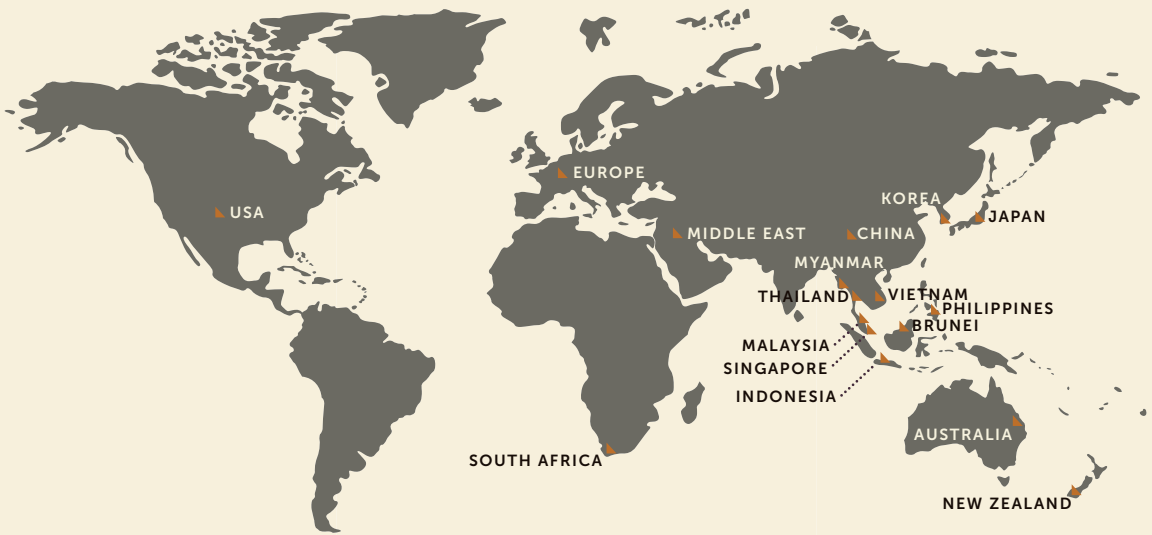 EUROPE
KOREA
USA
JAPAN
MIDDLE EAST
CHINA
MYANMAR
THAILAND
VIETNAM
PHILIPPINES
BRUNEI
MALAYSIA
SINGAPORE
INDONESIA
AUSTRALIA
SOUTH AFRICA
NEW ZEALAND